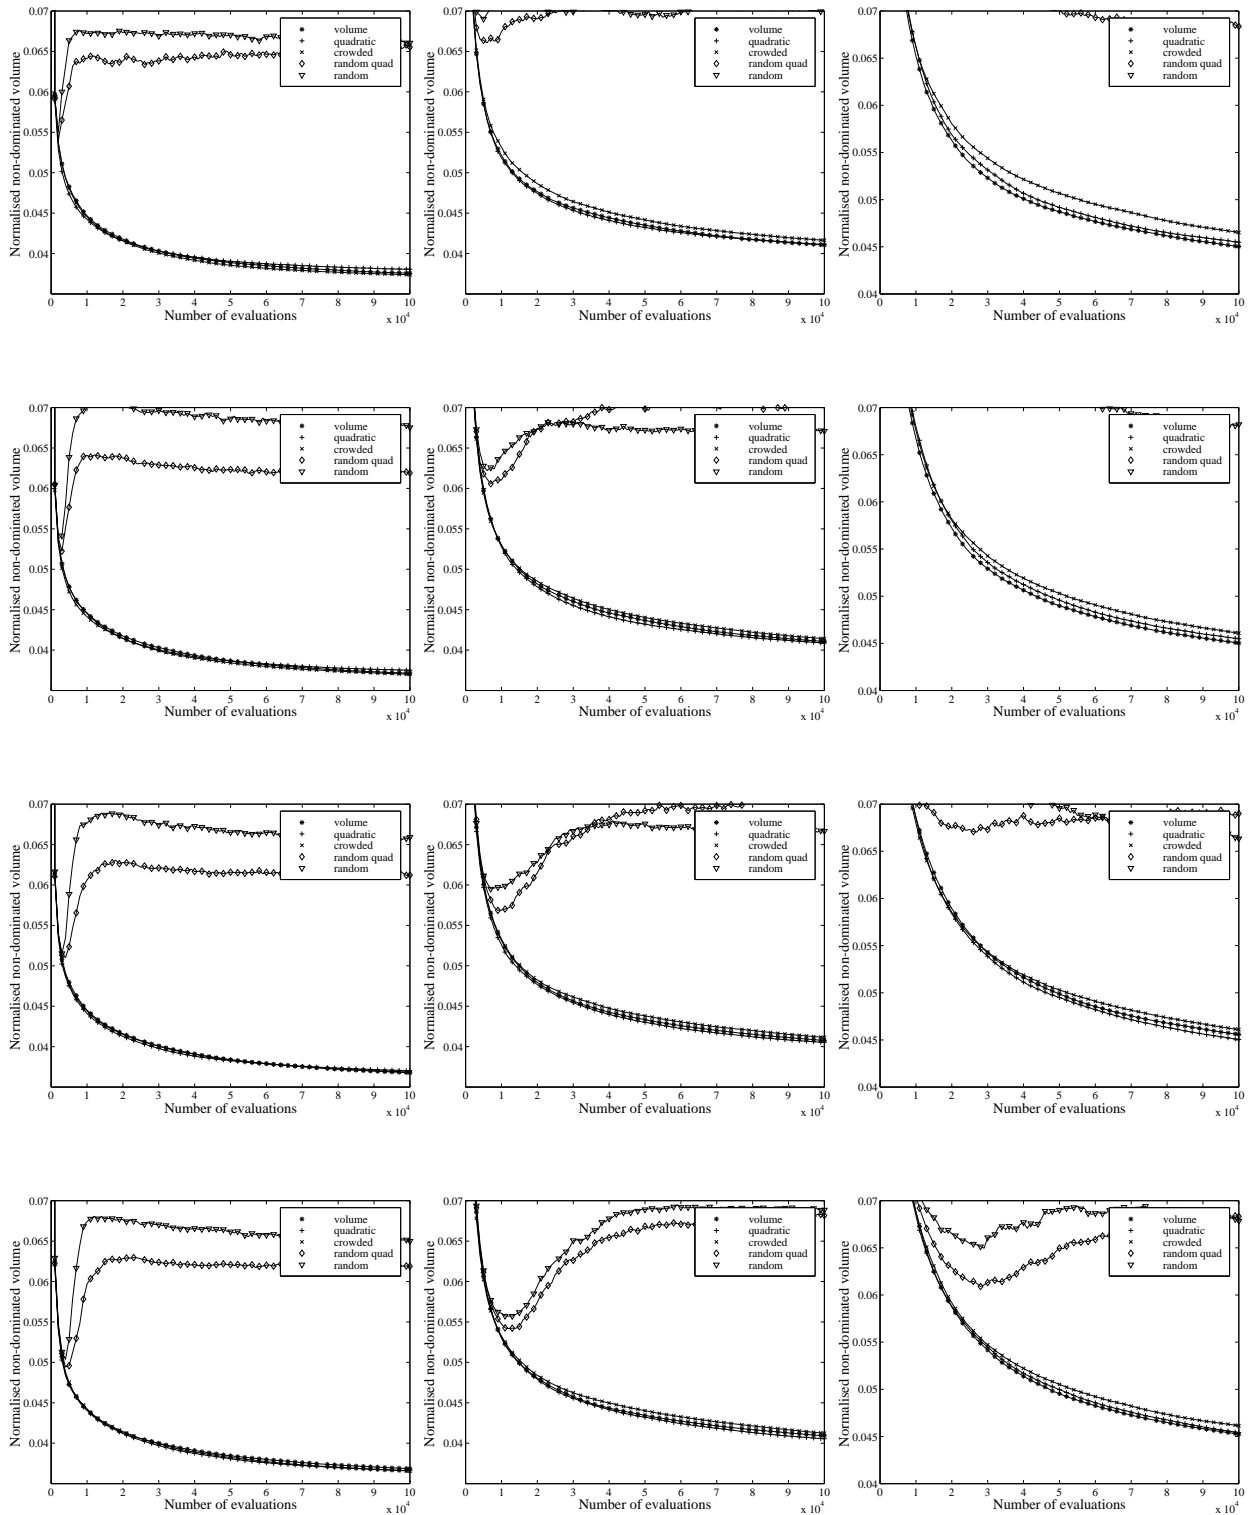 0.07
0.065
0.06
0.055
0.05
0.045
0.04
Normalised non-dominated volume
0 1 2 3 4 5 6 7 8 9 10
Number of evaluations
x 10^4
volume
quadratic
crowded
random quad
random
0.07
0.065
0.06
0.055
0.05
0.045
0.04
Normalised non-dominated volume
0 1 2 3 4 5 6 7 8 9 10
Number of evaluations
x 10^4
volume
quadratic
crowded
random quad
random
0.07
0.065
0.06
0.055
0.05
0.045
0.04
Normalised non-dominated volume
0 1 2 3 4 5 6 7 8 9 10
Number of evaluations
x 10^4
volume
quadratic
crowded
random quad
random
0.07
0.065
0.06
0.055
0.05
0.045
0.04
Normalised non-dominated volume
0 1 2 3 4 5 6 7 8 9 10
Number of evaluations
x 10^4
volume
quadratic
crowded
random quad
random
0.07
0.065
0.06
0.055
0.05
0.045
0.04
Normalised non-dominated volume
0 1 2 3 4 5 6 7 8 9 10
Number of evaluations
x 10^4
volume
quadratic
crowded
random quad
random
0.07
0.065
0.06
0.055
0.05
0.045
0.04
Normalised non-dominated volume
0 1 2 3 4 5 6 7 8 9 10
Number of evaluations
x 10^4
volume
quadratic
crowded
random quad
random
0.07
0.065
0.06
0.055
0.05
0.045
0.04
Normalised non-dominated volume
0 1 2 3 4 5 6 7 8 9 10
Number of evaluations
x 10^4
volume
quadratic
crowded
random quad
random
0.07
0.065
0.06
0.055
0.05
0.045
0.04
Normalised non-dominated volume
0 1 2 3 4 5 6 7 8 9 10
Number of evaluations
x 10^4
volume
quadratic
crowded
random quad
random
0.07
0.065
0.06
0.055
0.05
0.045
0.04
Normalised non-dominated volume
0 1 2 3 4 5 6 7 8 9 10
Number of evaluations
x 10^4
volume
quadratic
crowded
random quad
random
0.07
0.065
0.06
0.055
0.05
0.045
0.04
Normalised non-dominated volume
0 1 2 3 4 5 6 7 8 9 10
Number of evaluations
x 10^4
volume
quadratic
crowded
random quad
random
0.07
0.065
0.06
0.055
0.05
0.045
0.04
Normalised non-dominated volume
0 1 2 3 4 5 6 7 8 9 10
Number of evaluations
x 10^4
volume
quadratic
crowded
random quad
random
0.07
0.065
0.06
0.055
0.05
0.045
0.04
Normalised non-dominated volume
0 1 2 3 4 5 6 7 8 9 10
Number of evaluations
x 10^4
volume
quadratic
crowded
random quad
random